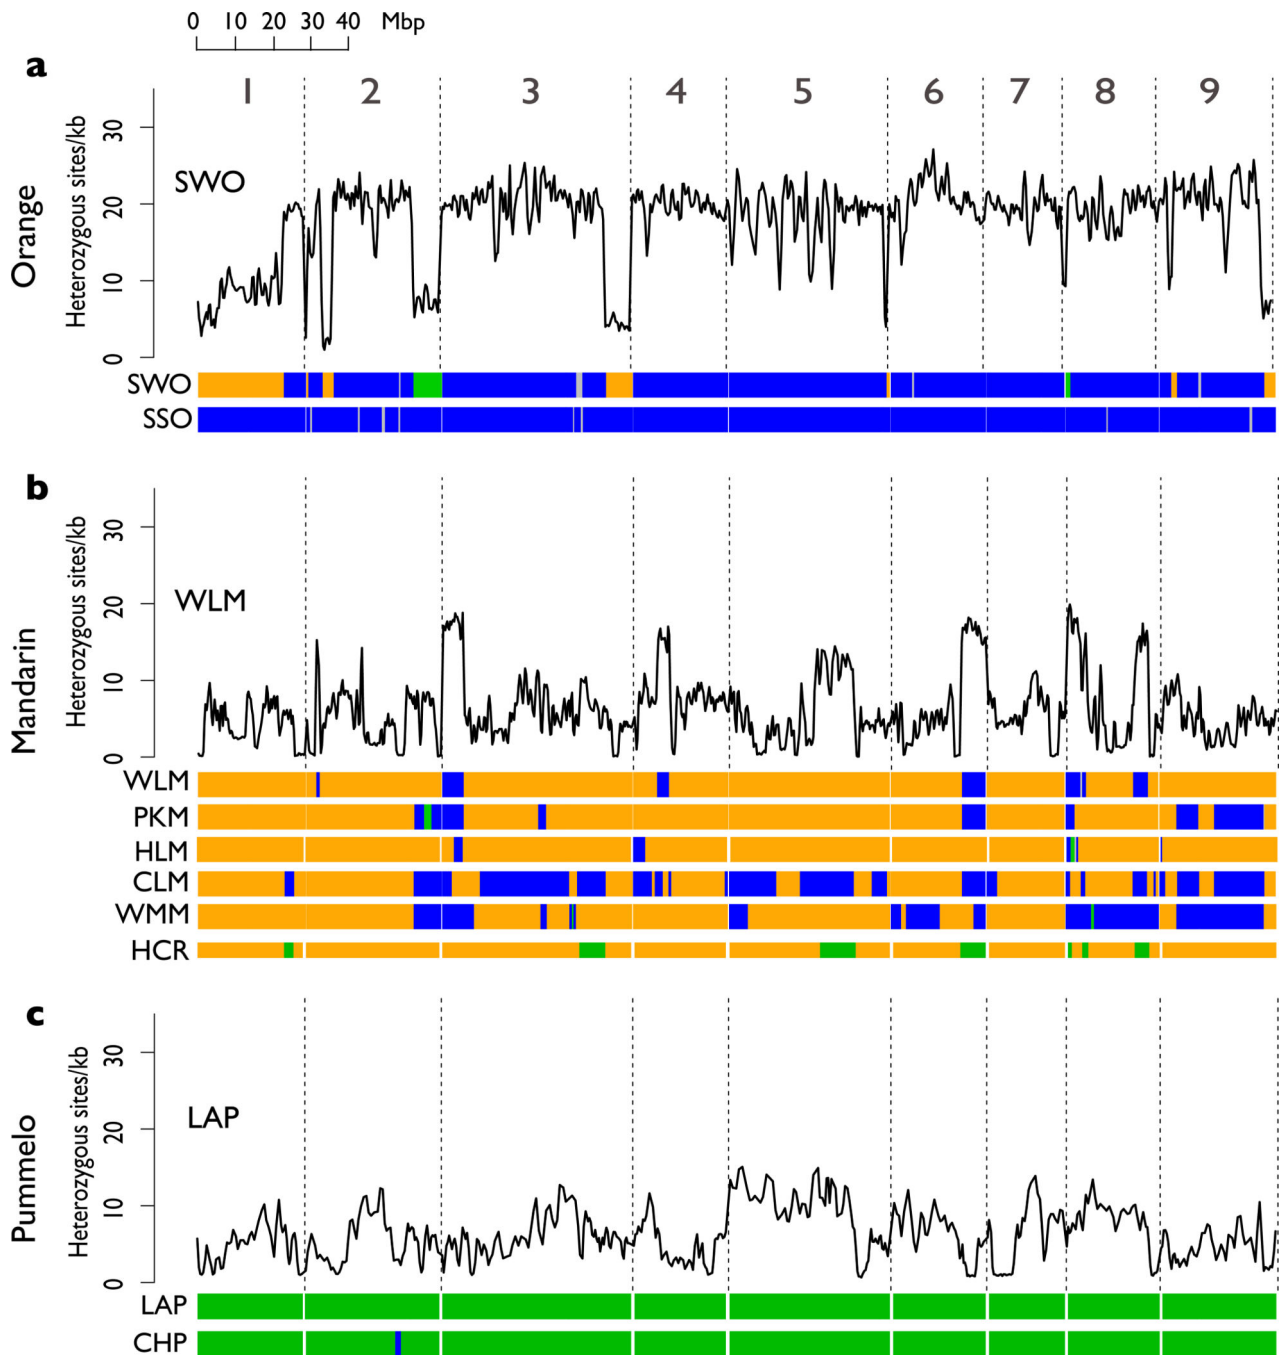 0 10 20 30 40 Mbp
a
1 2 3 4 5 6 7 8 9
Orange
Heterozygous sites/kb
30
20
10
0
SWO
SWO
SSO
b
Mandarin
Heterozygous sites/kb
30
20
10
0
WLM
WLM
PKM
HLM
CLM
WMM
HCR
c
Pummelo
Heterozygous sites/kb
30
20
10
0
LAP
LAP
CHP